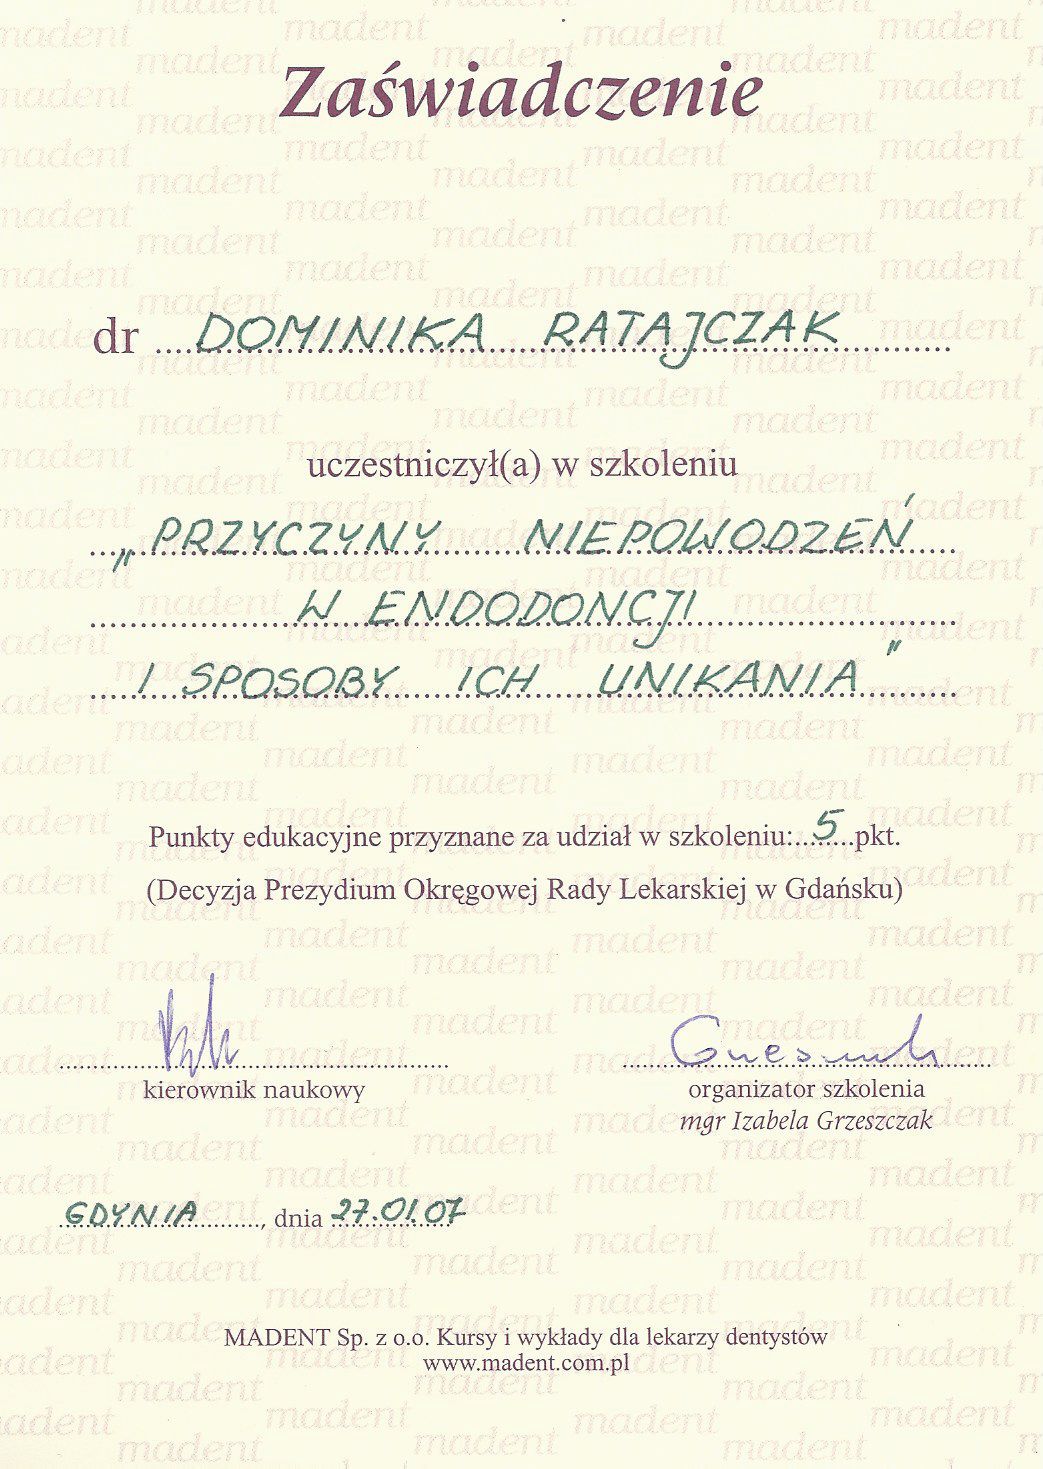 Zaświadczenie
dr DOMINIKA RATAJCZAK
uczestniczył(a) w szkoleniu
„PRZYCZYNY NIEPOWODZEŃ
W ENDODONCJI
I SPOSOBY ICH UNIKANIA"
Punkty edukacyjne przyznane za udział w szkoleniu: 5 pkt.
(Decyzja Prezydium Okręgowej Rady Lekarskiej w Gdańsku)
kierownik naukowy
organizator szkolenia
mgr Izabela Grzeszczak
GDYNIA, dnia 27.01.07
MADENT Sp. z o.o. Kursy i wykłady dla lekarzy dentystów
www.madent.com.pl